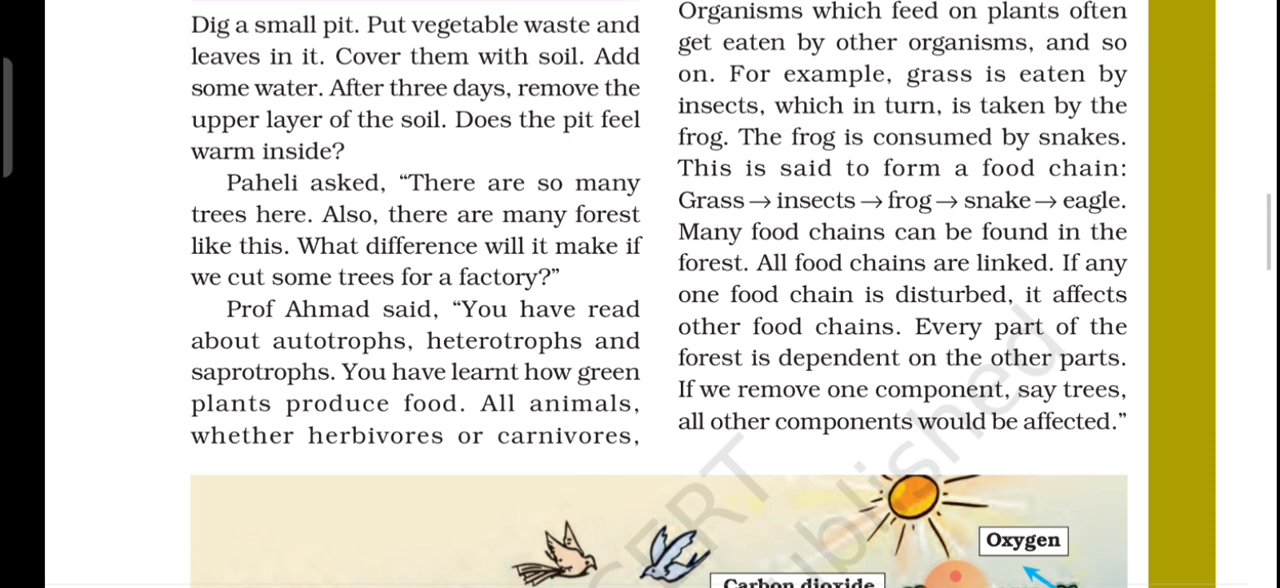 Dig a small pit. Put vegetable waste and
leaves in it. Cover them with soil. Add
some water. After three days, remove the
upper layer of the soil. Does the pit feel
warm inside?
Paheli asked, “There are so many
trees here. Also, there are many forest
like this. What difference will it make if
we cut some trees for a factory?”
Prof Ahmad said, “You have read
about autotrophs, heterotrophs and
saprotrophs. You have learnt how green
plants produce food. All animals,
whether herbivores or carnivores,
Organisms which feed on plants often
get eaten by other organisms, and so
on. For example, grass is eaten by
insects, which in turn, is taken by the
frog. The frog is consumed by snakes.
This is said to form a food chain:
Grass → insects → frog → snake → eagle.
Many food chains can be found in the
forest. All food chains are linked. If any
one food chain is disturbed, it affects
other food chains. Every part of the
forest is dependent on the other parts.
If we remove one component, say trees,
all other components would be affected.”
Oxygen
Carbon dioxide